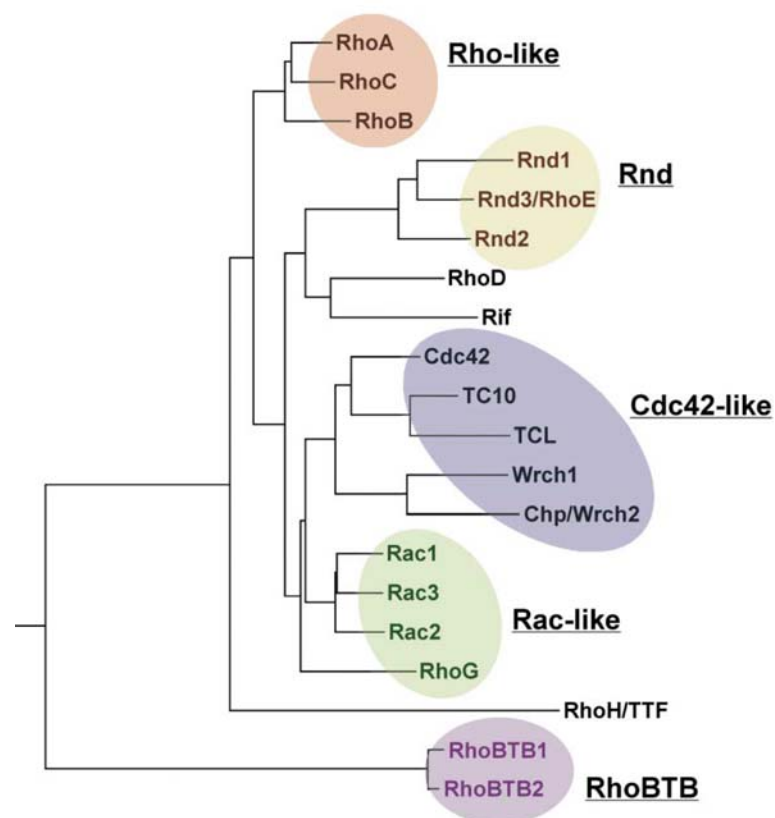 RhoA
Rho-like
RhoC
RhoB
Rnd1
Rnd
Rnd3/RhoE
Rnd2
RhoD
Rif
Cdc42
TC10
Cdc42-like
TCL
Wrch1
Chp/Wrch2
Rac1
Rac3
Rac-like
Rac2
RhoG
RhoH/TTF
RhoBTB1
RhoBTB2
RhoBTB